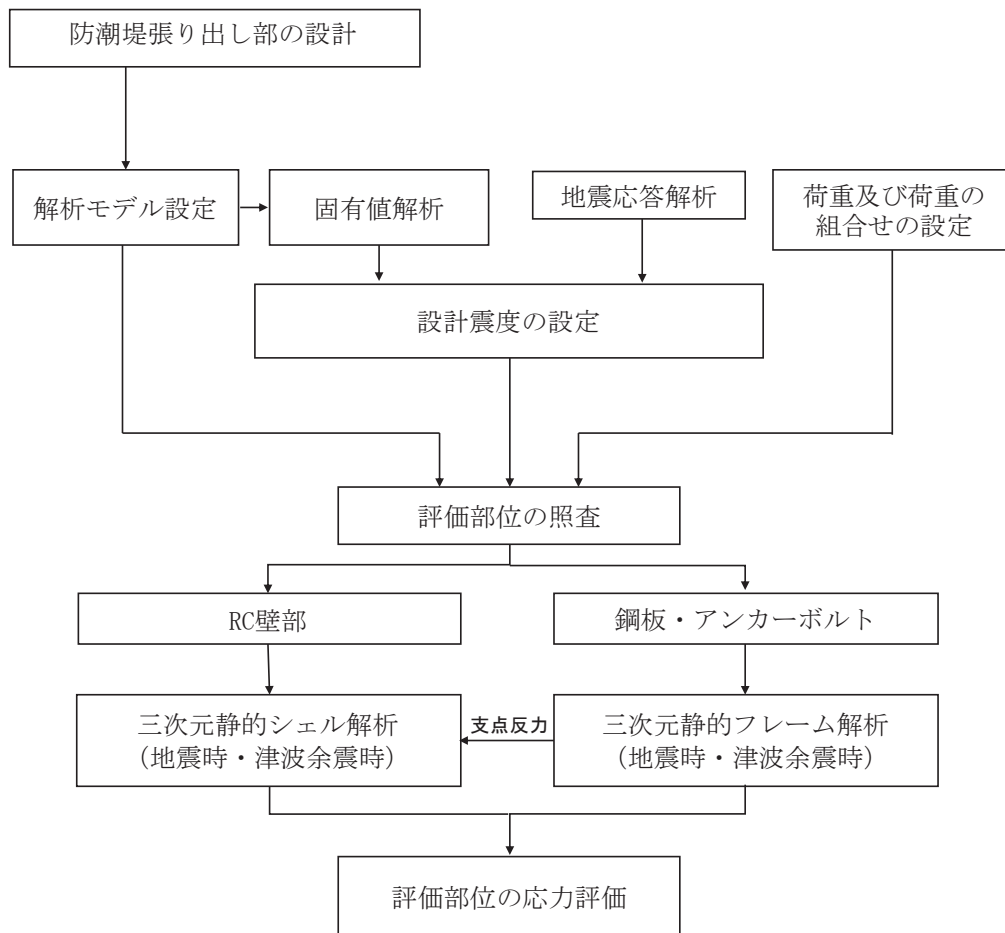 防潮堤張り出し部の設計
解析モデル設定
固有値解析
地震応答解析
荷重及び荷重の
組合せの設定
設計震度の設定
評価部位の照査
RC壁部
鋼板・アンカーボルト
三次元静的シェル解析
(地震時・津波余震時)
支点反力
三次元静的フレーム解析
(地震時・津波余震時)
評価部位の応力評価